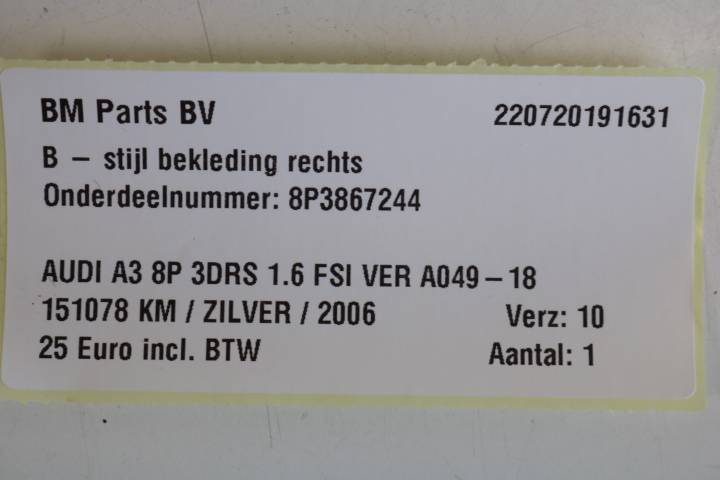 BM Parts BV 220720191631
B – stijl bekleding rechts
Onderdeelnummer: 8P3867244
AUDI A3 8P 3DRS 1.6 FSI VER A049–18
151078 KM / ZILVER / 2006 Verz: 10
25 Euro incl. BTW Aantal: 1